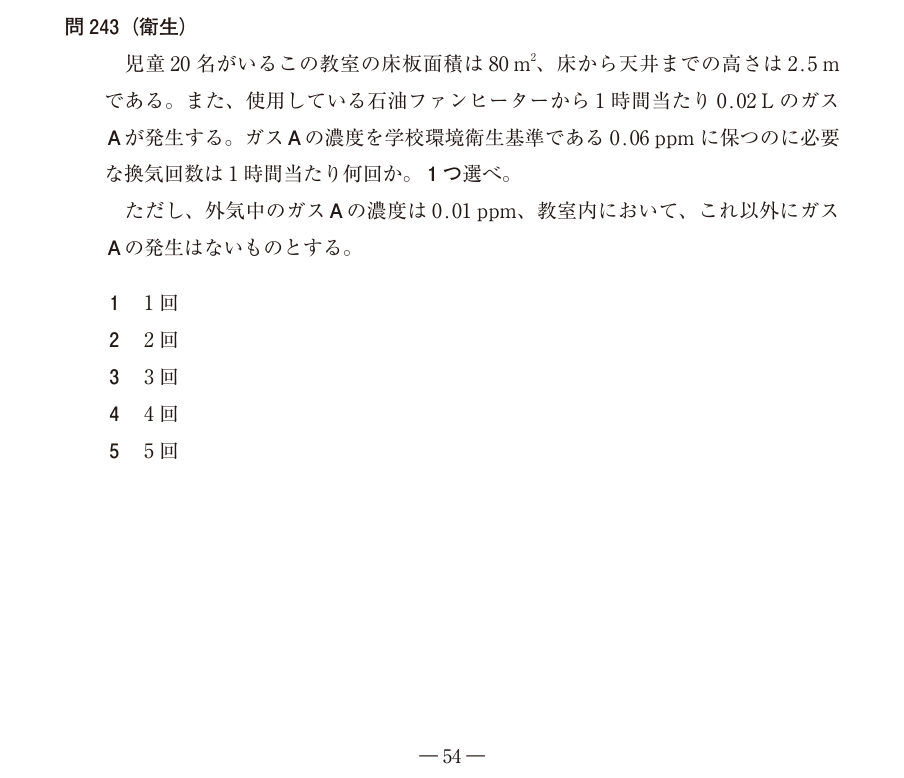 問 243（衛生）
児童 20 名がいるこの教室の床板面積は 80 m²、床から天井までの高さは 2.5 m
である。また、使用している石油ファンヒーターから 1 時間当たり 0.02 L のガス
Aが発生する。ガスAの濃度を学校環境衛生基準である 0.06 ppm に保つのに必要
な換気回数は 1 時間当たり何回か。1つ選べ。
ただし、外気中のガスAの濃度は 0.01 ppm、教室内において、これ以外にガス
Aの発生はないものとする。
1 1 回
2 2 回
3 3 回
4 4 回
5 5 回
— 54 —